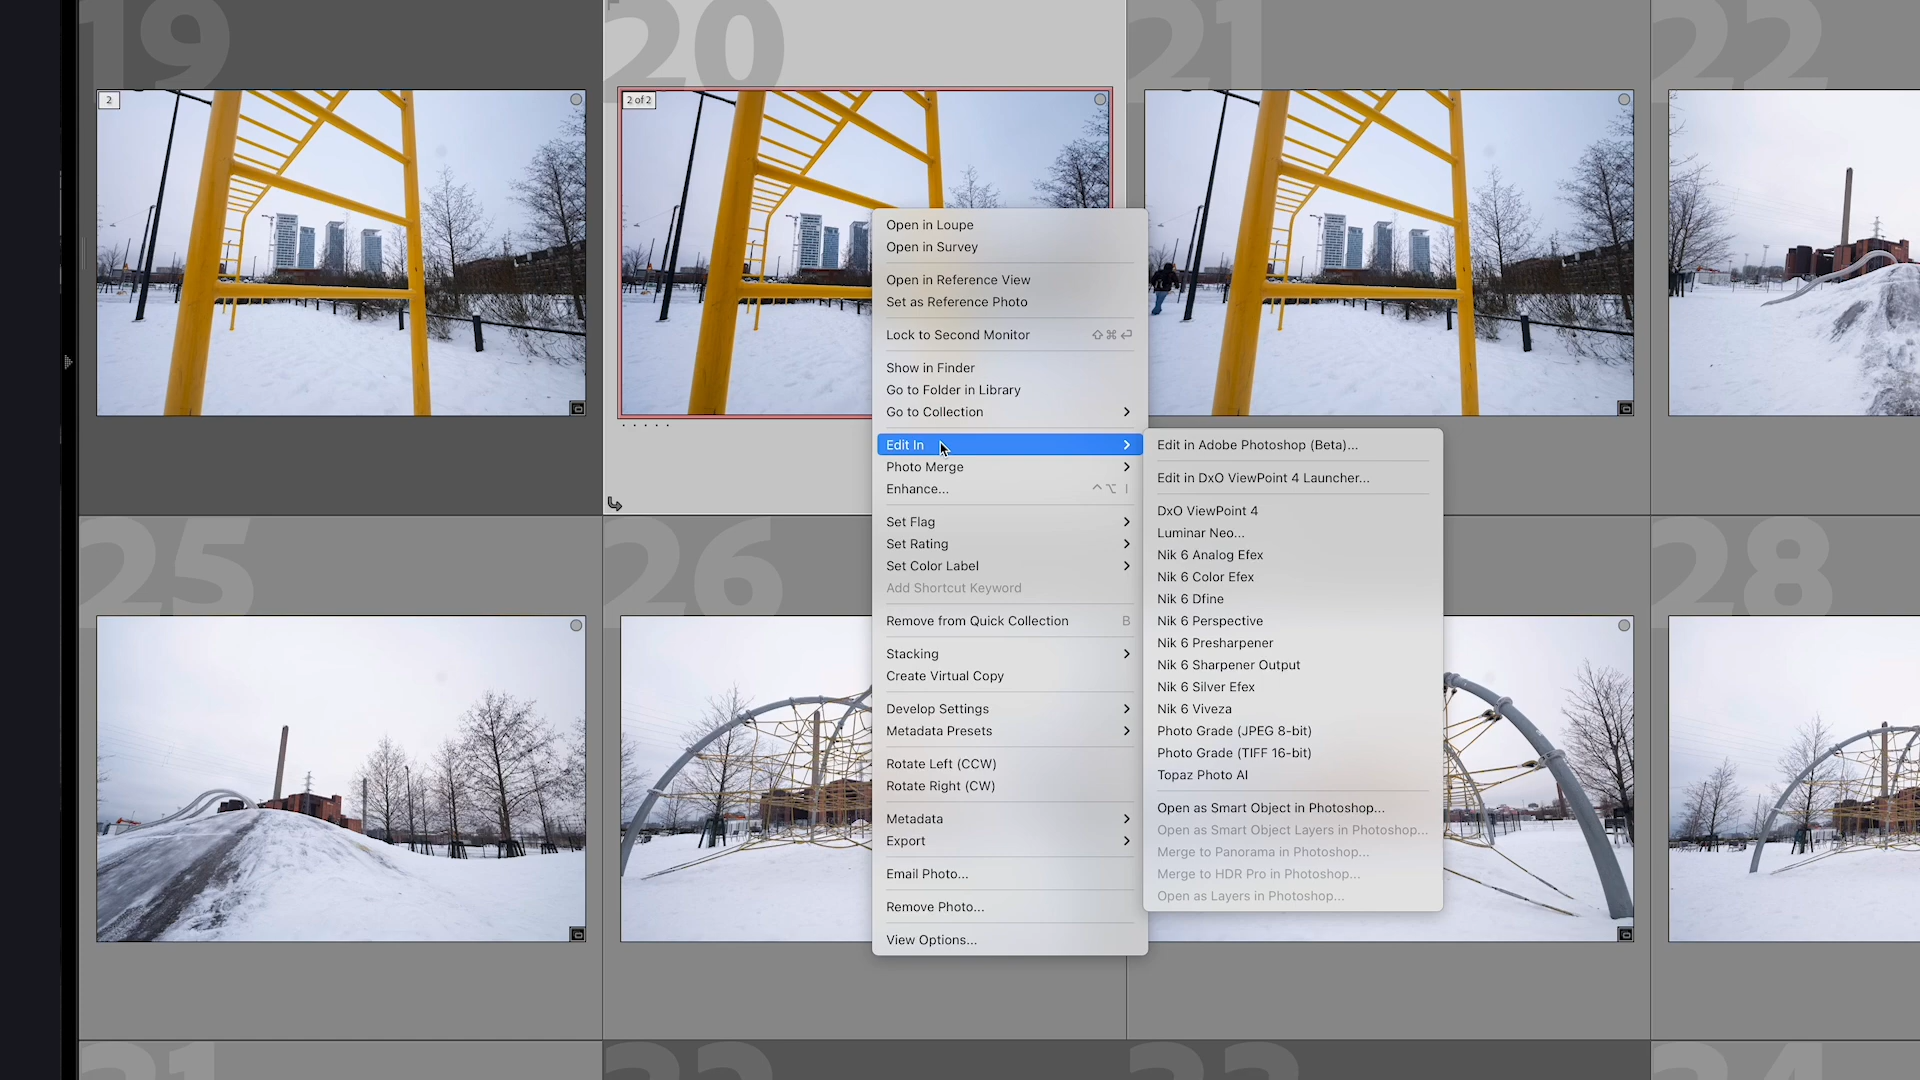 19
20
21
22
2
2 of 2
Open in Loupe
Open in Survey
Open in Reference View
Set as Reference Photo
Lock to Second Monitor ⇧⌘↩
Show in Finder
Go to Folder in Library
Go to Collection
Edit In
Photo Merge
Enhance... ^⌥ I
Set Flag
Set Rating
Set Color Label
Add Shortcut Keyword
Remove from Quick Collection B
Stacking
Create Virtual Copy
Develop Settings
Metadata Presets
Rotate Left (CCW)
Rotate Right (CW)
Metadata
Export
Email Photo...
Remove Photo...
View Options...
Edit in Adobe Photoshop (Beta)...
Edit in DxO ViewPoint 4 Launcher...
DxO ViewPoint 4
Luminar Neo...
Nik 6 Analog Efex
Nik 6 Color Efex
Nik 6 Dfine
Nik 6 Perspective
Nik 6 Presharpener
Nik 6 Sharpener Output
Nik 6 Silver Efex
Nik 6 Viveza
Photo Grade (JPEG 8-bit)
Photo Grade (TIFF 16-bit)
Topaz Photo AI
Open as Smart Object in Photoshop...
Open as Smart Object Layers in Photoshop...
Merge to Panorama in Photoshop...
Merge to HDR Pro in Photoshop...
Open as Layers in Photoshop...
25
26
28